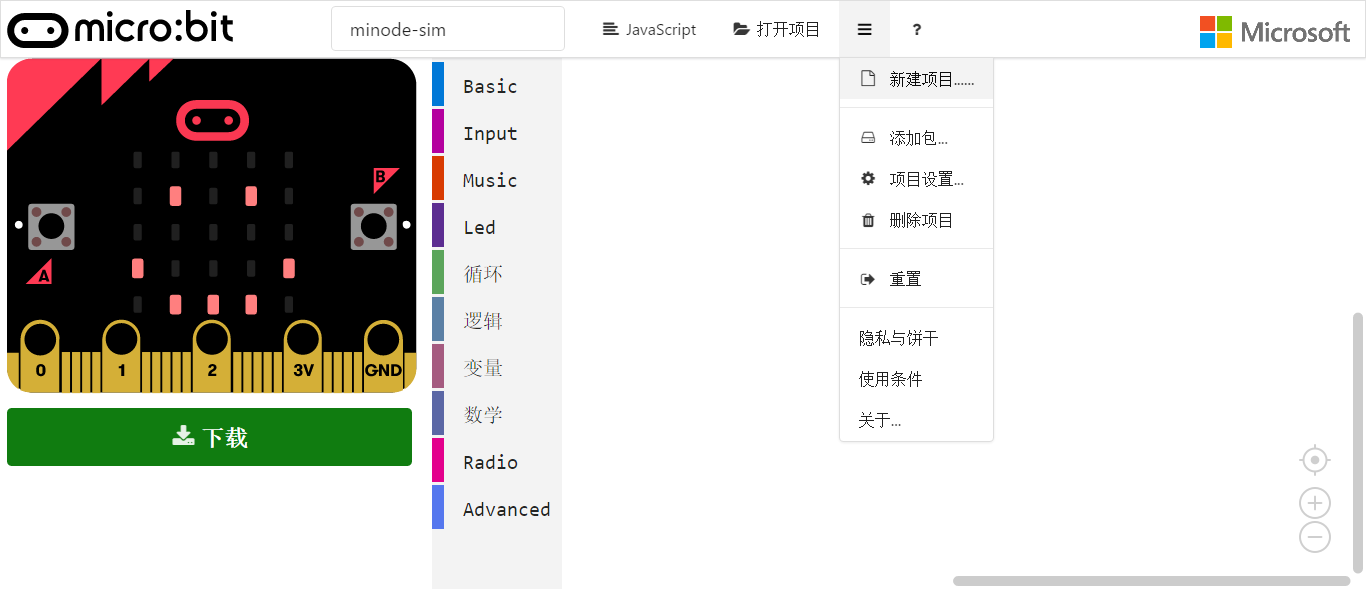 micro:bit
minode-sim
JavaScript
打开项目
?
Microsoft
新建项目......
添加包...
项目设置...
删除项目
重置
隐私与饼干
使用条件
关于...
B
A
0
1
2
3V
GND
下载
Basic
Input
Music
Led
循环
逻辑
变量
数学
Radio
Advanced